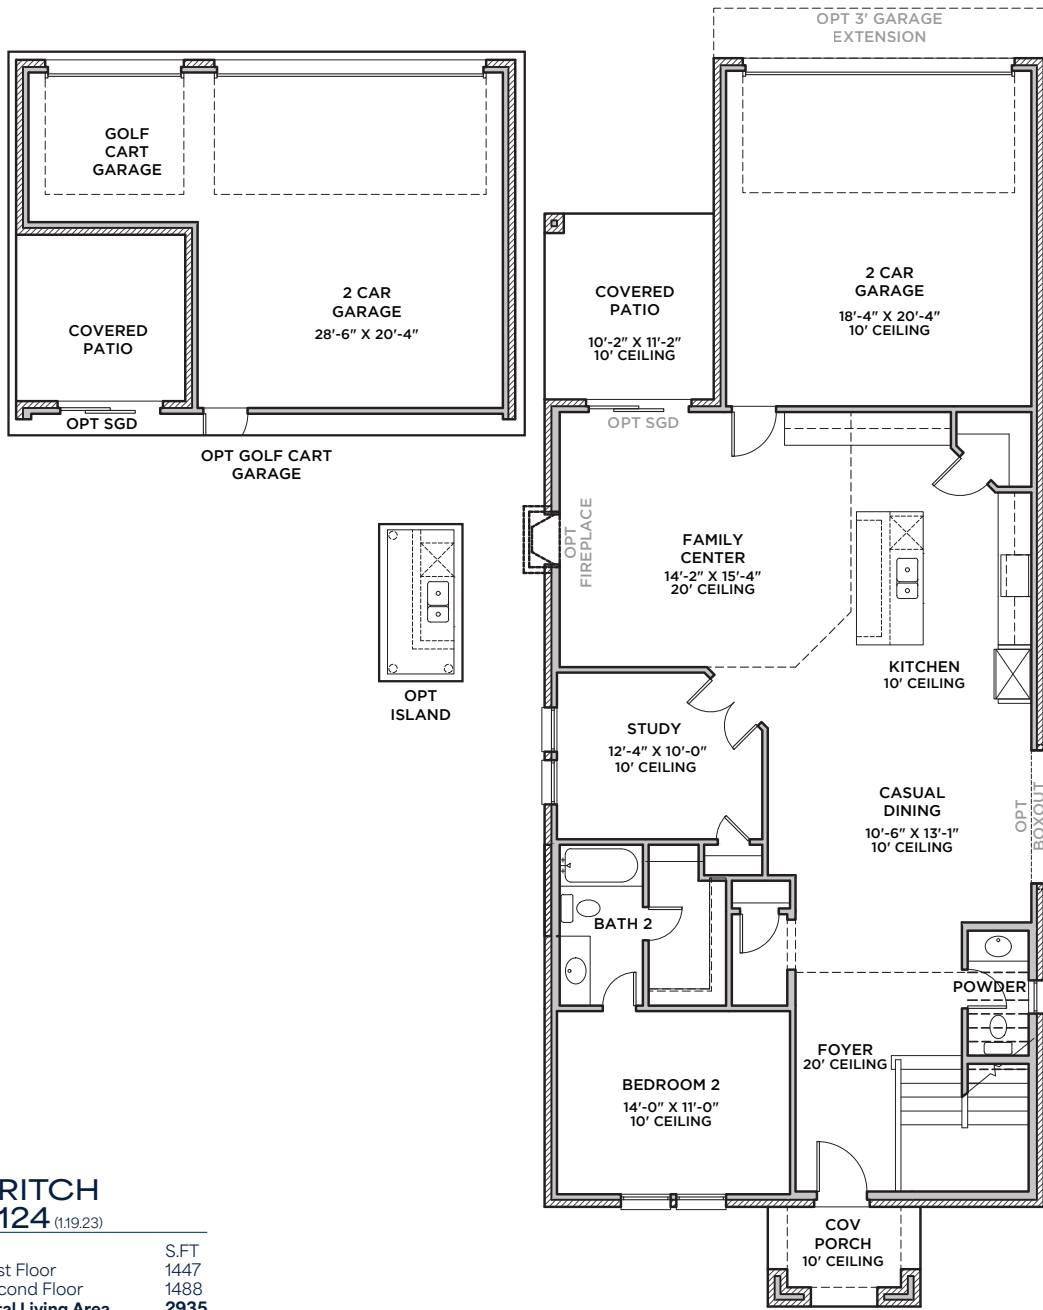 OPT 3' GARAGE
EXTENSION
GOLF
CART
GARAGE
2 CAR
GARAGE
28'-6" X 20'-4"
COVERED
PATIO
OPT SGD
OPT GOLF CART
GARAGE
COVERED
PATIO
10'-2" X 11'-2"
10' CEILING
2 CAR
GARAGE
18'-4" X 20'-4"
10' CEILING
OPT SGD
OPT
FIREPLACE
FAMILY
CENTER
14'-2" X 15'-4"
20' CEILING
KITCHEN
10' CEILING
OPT
ISLAND
STUDY
12'-4" X 10'-0"
10' CEILING
CASUAL
DINING
10'-6" X 13'-1"
10' CEILING
OPT
BOXOUT
BATH 2
POWDER
FOYER
20' CEILING
BEDROOM 2
14'-0" X 11'-0"
10' CEILING
COV
PORCH
10' CEILING
RITCH
124 (1.19.23)
S.FT
st Floor 1447
cond Floor 1488
tal Living Area 2935